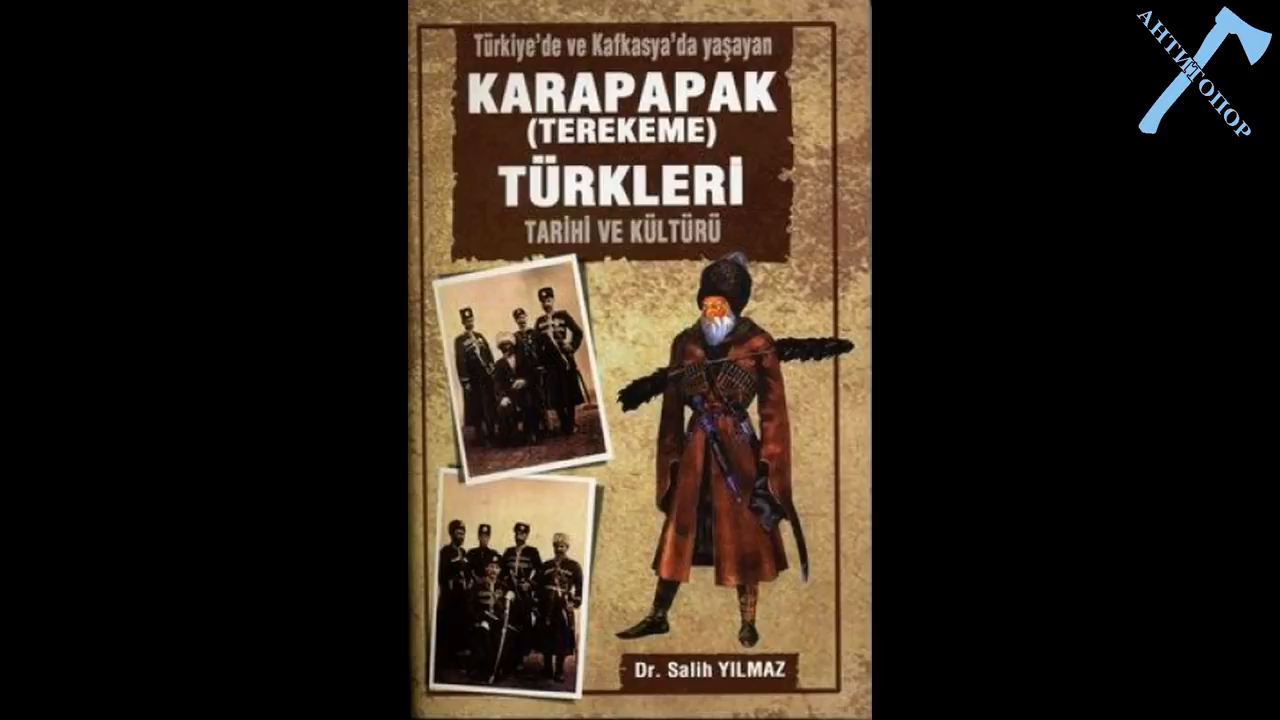 Türkiye'de ve Kafkasya'da yaşayan
KARAPAPAK
(TEREKEME)
TÜRKLERİ
TARİHİ VE KÜLTÜRÜ
Dr. Salih YILMAZ
АНТИТОПОР